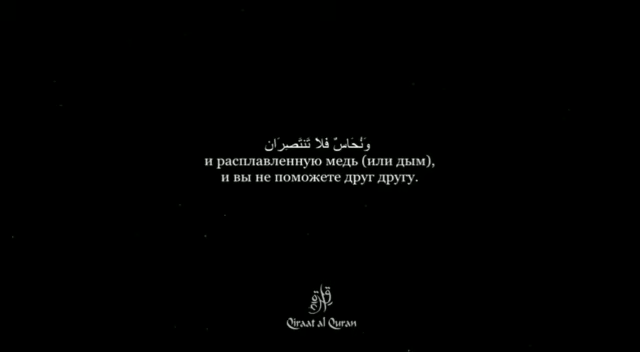 وَنُحَاسٌ فَلَا تَنتَصِرَانِ
и расплавленную медь (или дым),
и вы не поможете друг другу.
Qiraat al Quran